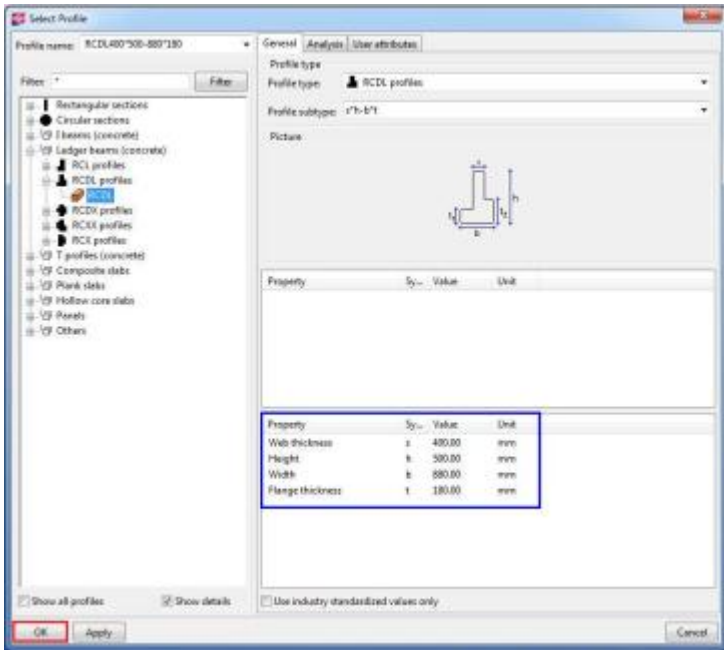 Select Profile
Profile name: RCDL400*500-880*180
Filter: *
Filter
Rectangular sections
Circular sections
I beams (concrete)
Ledger beams (concrete)
RCL profiles
RCDL profiles
RCDL
RCDX profiles
RCXX profiles
RCX profiles
T profiles (concrete)
Composite slabs
Plank slabs
Hollow core slabs
Panels
Others
Show all profiles
Show details
OK
Apply
General Analysis User attributes
Profile type
Profile type: RCDL profiles
Profile subtype: s*h-b*t
Picture
s
h
b
Property Sy... Value Unit
Property Sy... Value Unit
Web thickness s 400.00 mm
Height h 500.00 mm
Width b 880.00 mm
Flange thickness t 180.00 mm
Use industry standardized values only
Cancel